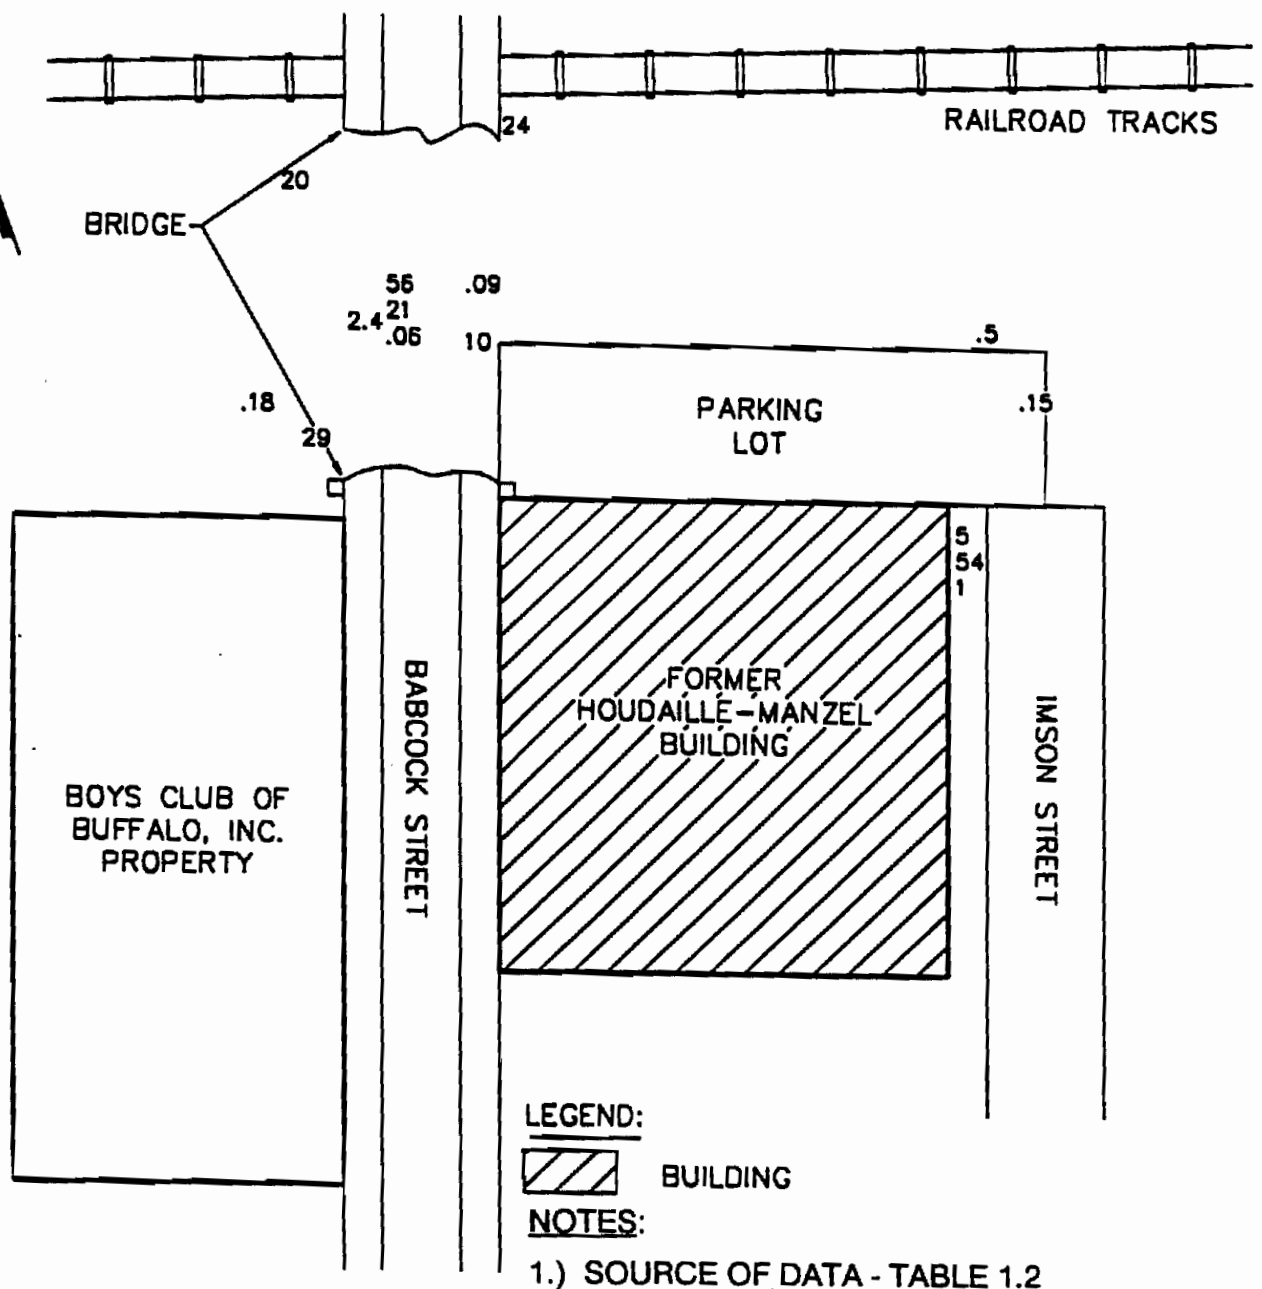 24
RAILROAD TRACKS
20
BRIDGE
56
.09
21
2.4
.06
10
.5
.18
PARKING
LOT
.15
29
5
54
1
FORMER
HOUDAILLE-MANZEL
BUILDING
BABCOCK STREET
IMSON STREET
BOYS CLUB OF
BUFFALO, INC.
PROPERTY
LEGEND:
BUILDING
NOTES:
1.) SOURCE OF DATA - TABLE 1.2